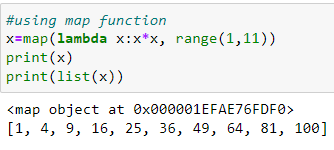 #using map function
x=map(lambda x:x*x, range(1,11))
print(x)
print(list(x))
<map object at 0x000001EFAE76FDF0>
[1, 4, 9, 16, 25, 36, 49, 64, 81, 100]